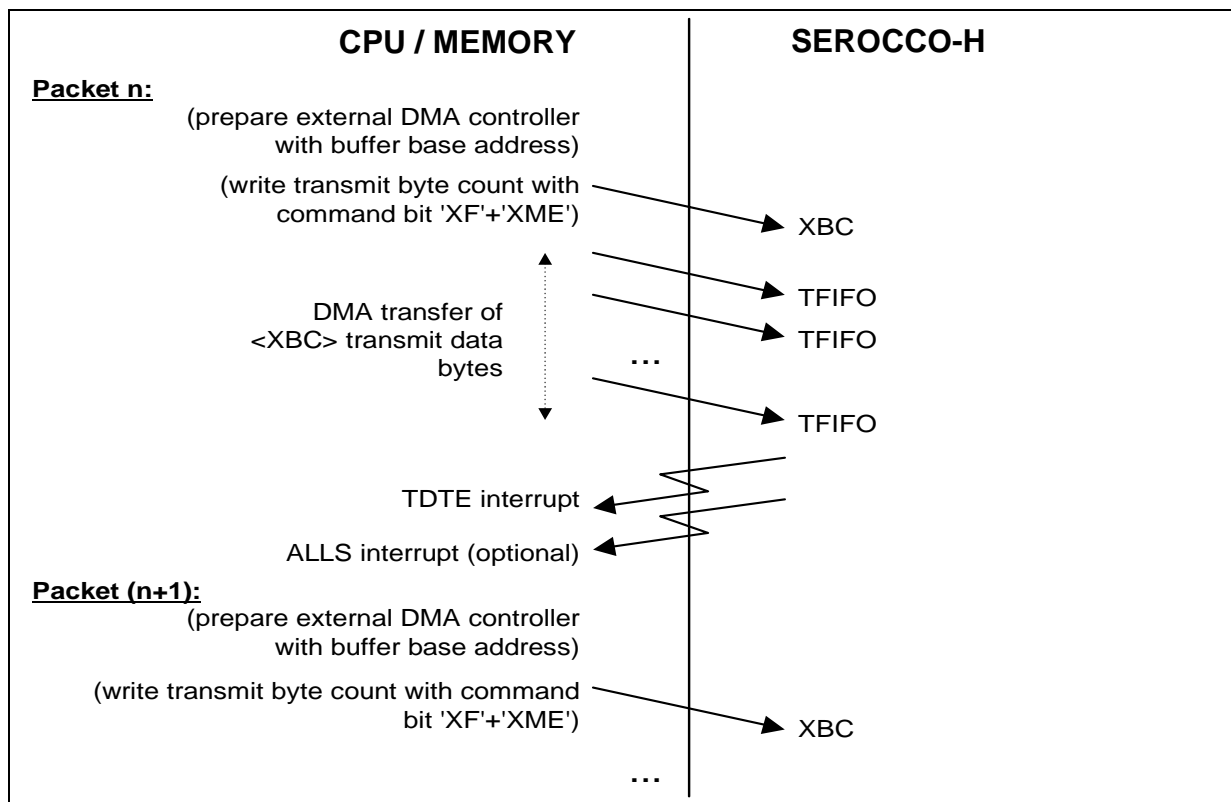 CPU / MEMORY
SEROCCO-H
Packet n:
(prepare external DMA controller
with buffer base address)
(write transmit byte count with
command bit 'XF'+'XME')
XBC
TFIFO
DMA transfer of
<XBC> transmit data
bytes
TFIFO
...
TFIFO
TDTE interrupt
ALLS interrupt (optional)
Packet (n+1):
(prepare external DMA controller
with buffer base address)
(write transmit byte count with command
bit 'XF'+'XME')
XBC
...